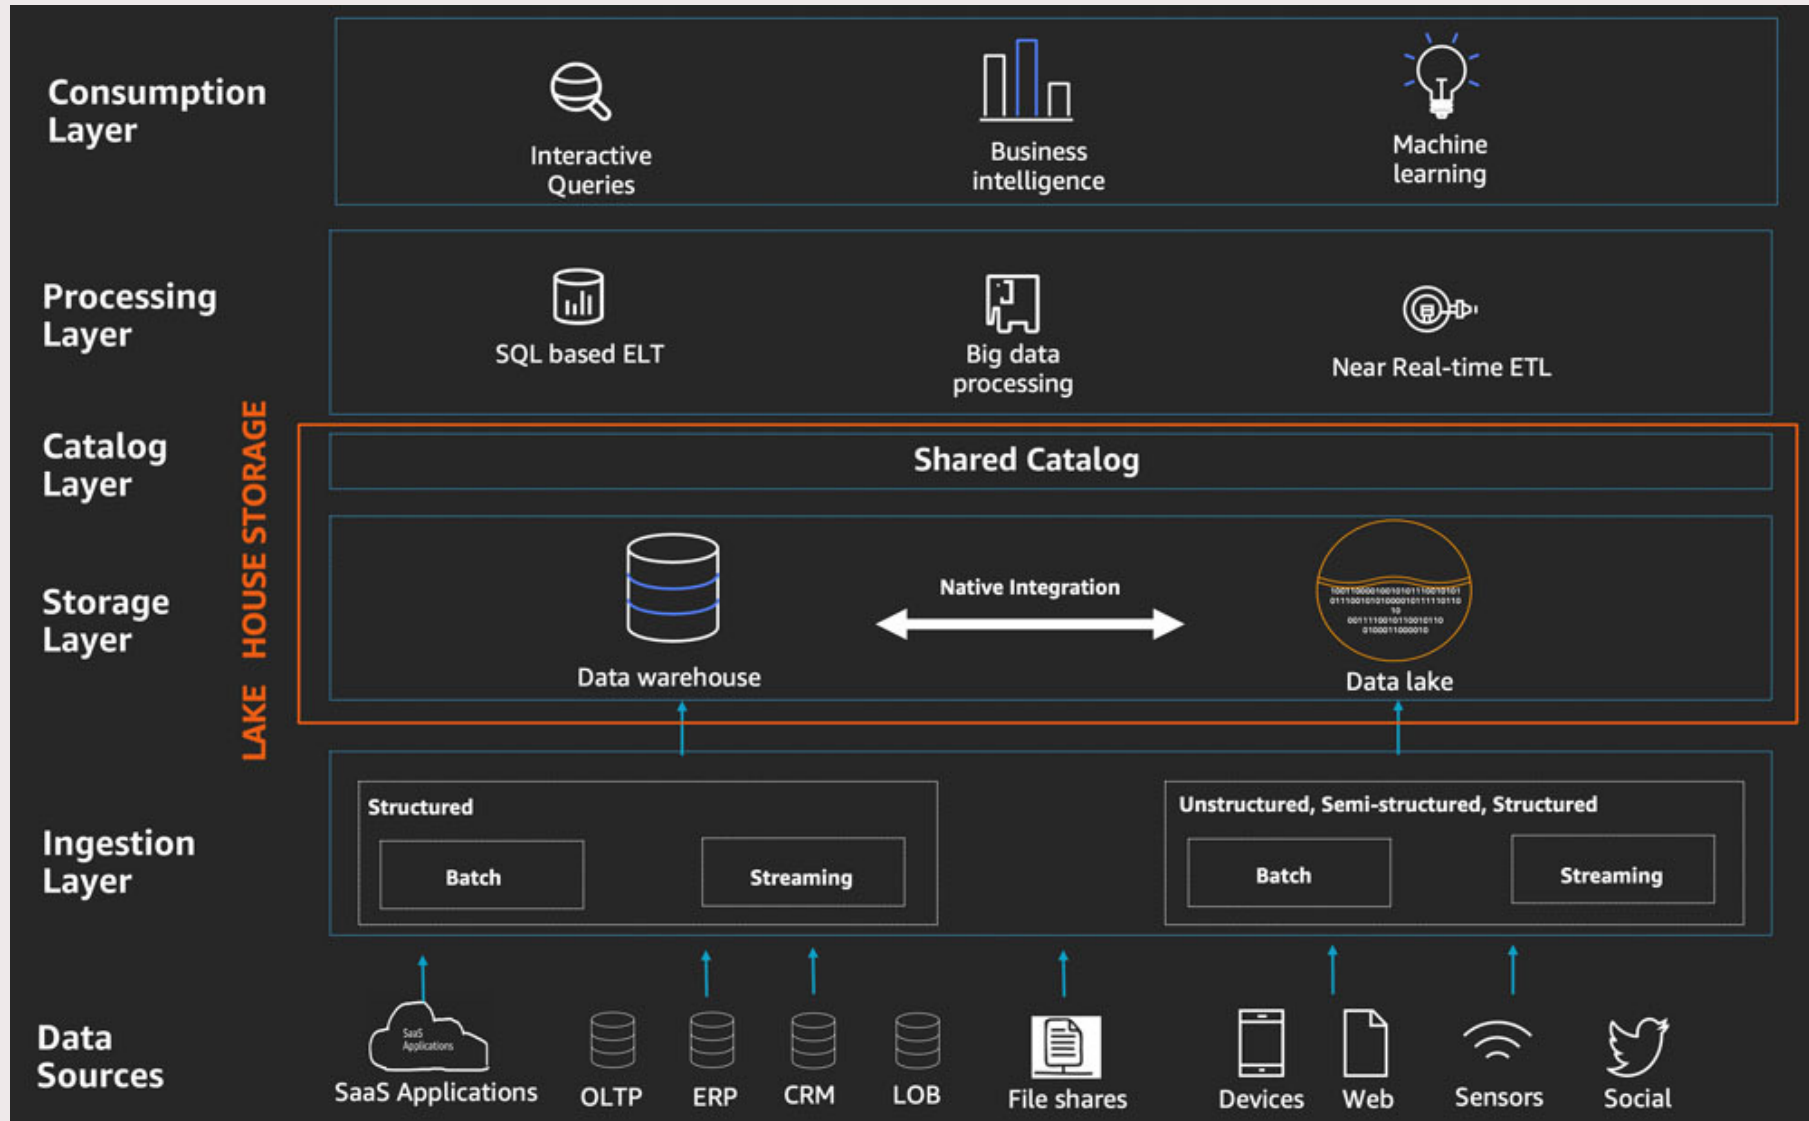 Consumption
Layer
Interactive
Queries
Business
intelligence
Machine
learning
Processing
Layer
SQL based ELT
Big data
processing
Near Real-time ETL
LAKE HOUSE STORAGE
Catalog
Layer
Shared Catalog
Storage
Layer
Data warehouse
Native Integration
Data lake
Ingestion
Layer
Structured
Batch
Streaming
Unstructured, Semi-structured, Structured
Batch
Streaming
Data
Sources
SaaS
Applications
SaaS Applications
OLTP
ERP
CRM
LOB
File shares
Devices
Web
Sensors
Social